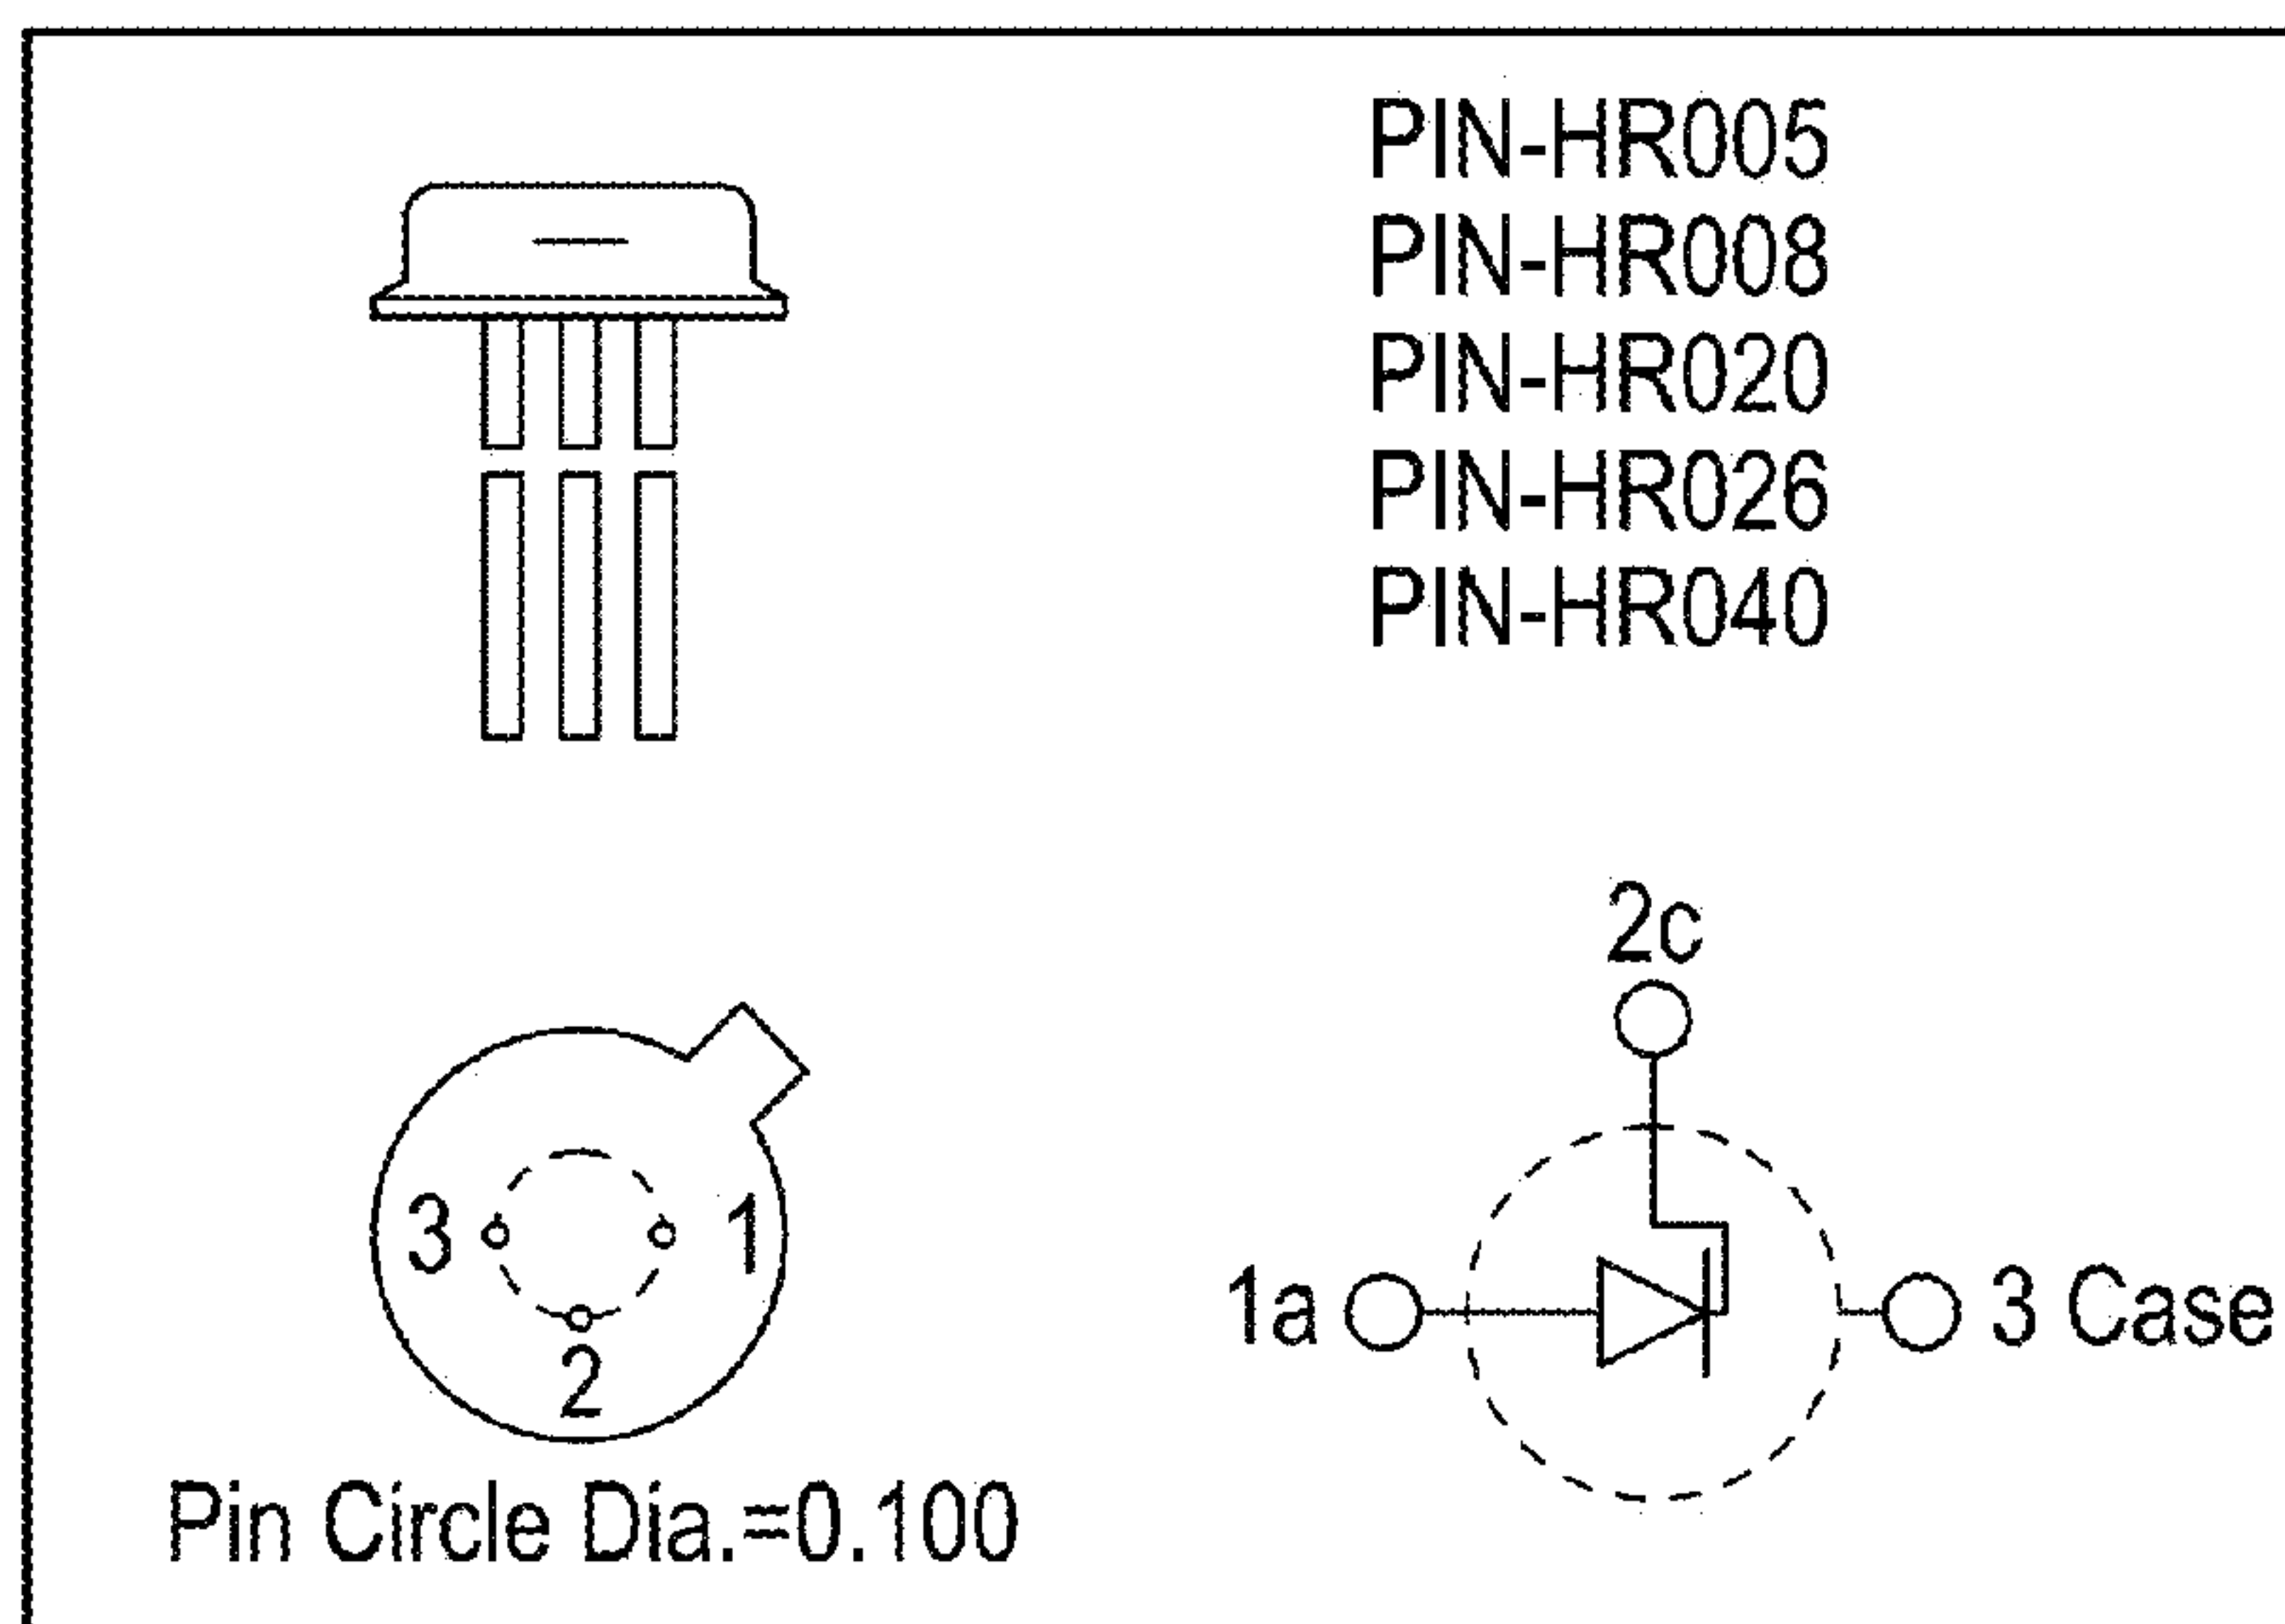 PIN-HR005
PIN-HR008
PIN-HR020
PIN-HR026
PIN-HR040
3
1
2
Pin Circle Dia.=0.100
2c
1a
3 Case